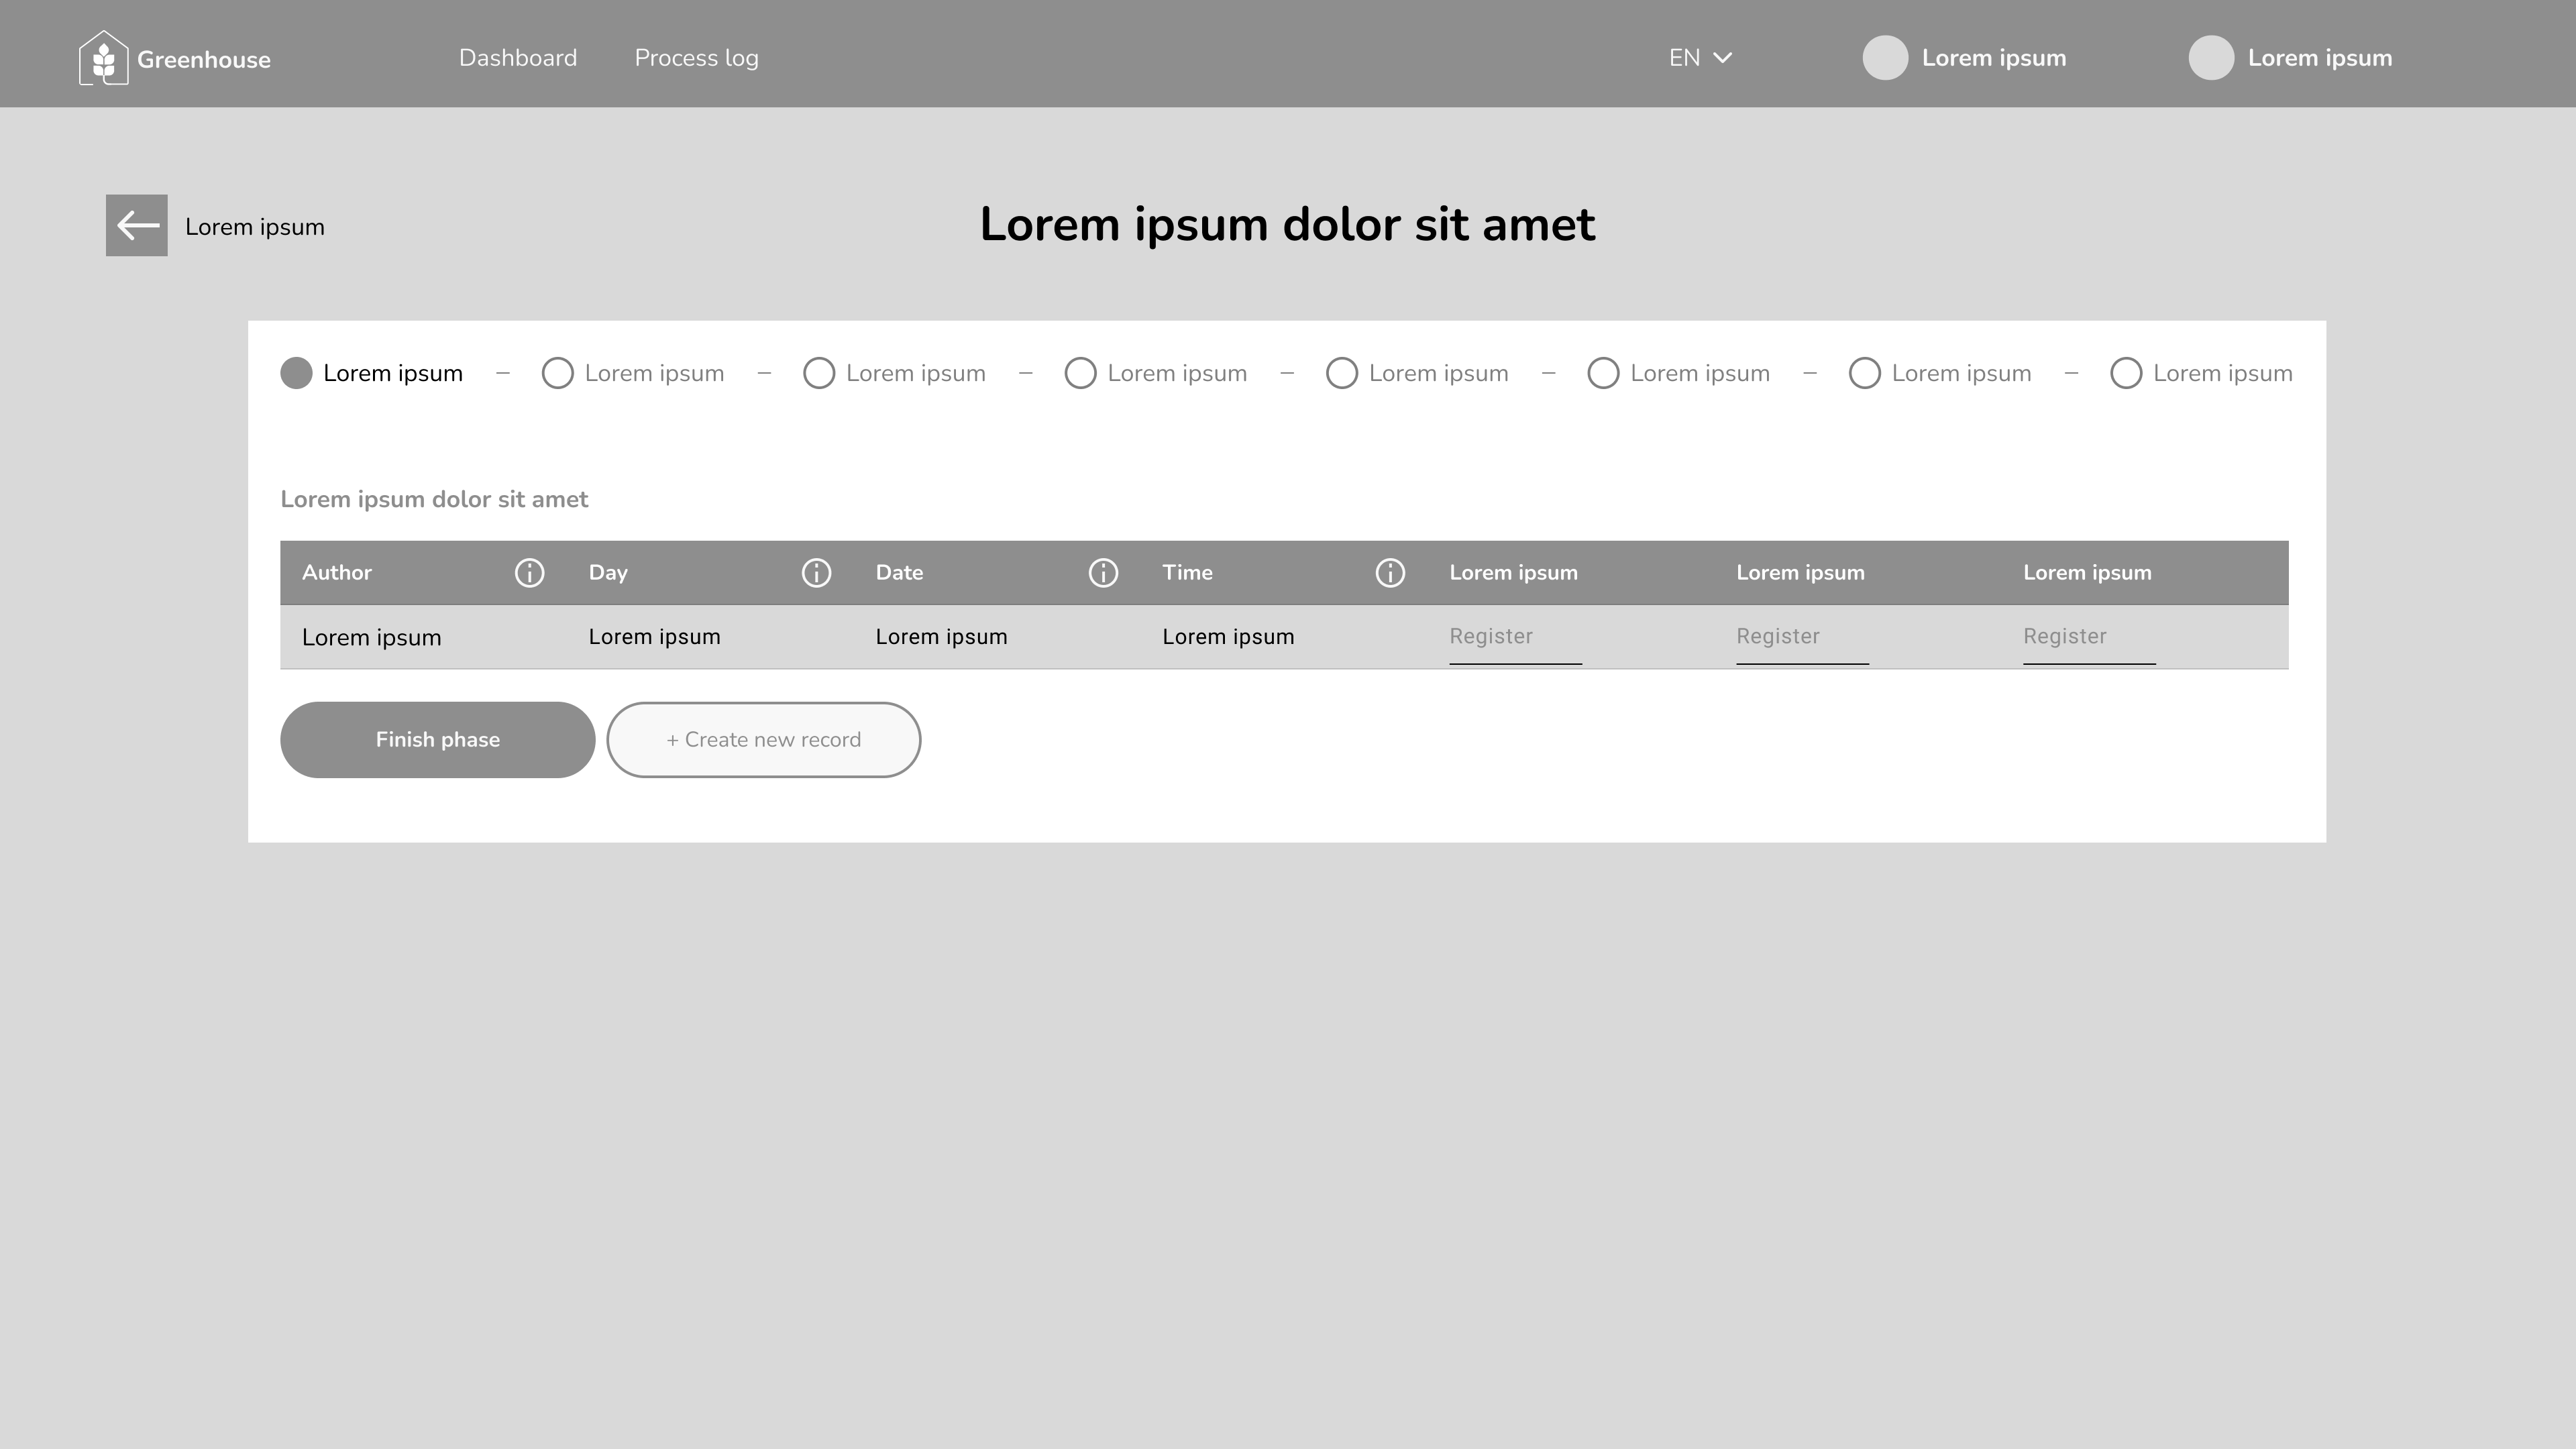 Greenhouse Dashboard Process log EN Lorem ipsum Lorem ipsum
Lorem ipsum Lorem ipsum dolor sit amet
Lorem ipsum – Lorem ipsum – Lorem ipsum – Lorem ipsum – Lorem ipsum – Lorem ipsum – Lorem ipsum – Lorem ipsum
Lorem ipsum dolor sit amet
Author Day Date Time Lorem ipsum Lorem ipsum Lorem ipsum
Lorem ipsum Lorem ipsum Lorem ipsum Lorem ipsum Register Register Register
Finish phase + Create new record